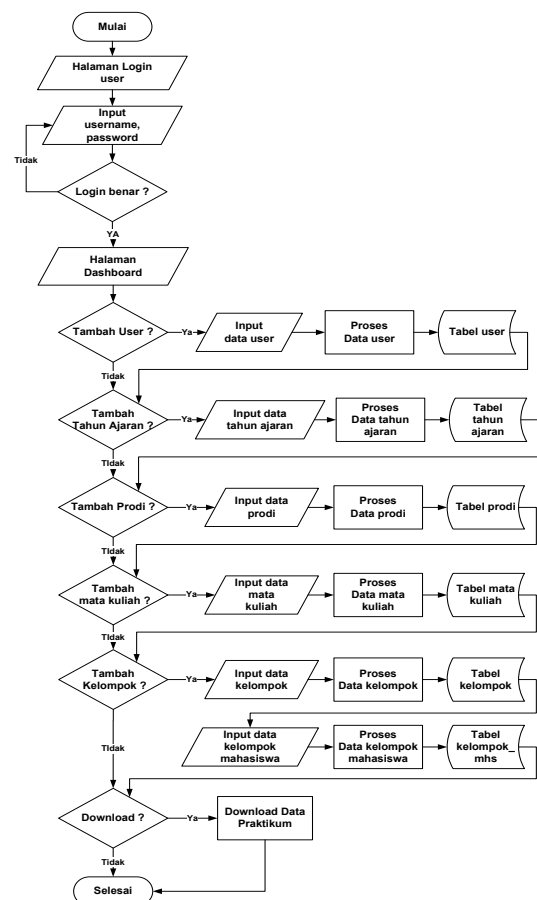 Mulai
Halaman Login
user
Input
username,
password
Tidak
Login benar ?
YA
Halaman
Dashboard
Tambah User ?
Ya
Input
data user
Proses
Data user
Tabel user
Tidak
Tambah
Tahun Ajaran ?
Ya
Input data
tahun ajaran
Proses
Data tahun
ajaran
Tabel
tahun
ajaran
TIdak
Tambah Prodi ?
Ya
Input data
prodi
Proses
Data prodi
Tabel prodi
TIdak
Tambah
mata kuliah ?
Ya
Input data
mata
kuliah
Proses
Data mata
kuliah
Tabel mata
kuliah
TIdak
Tambah
Kelompok ?
Ya
Input data
kelompok
Proses
Data kelompok
Tabel
kelompok
Input data
kelompok
mahasiswa
Proses
Data kelompok
mahasiswa
Tabel
kelompok_
mhs
TIdak
Download ?
Ya
Download Data
Praktikum
Tidak
Selesai